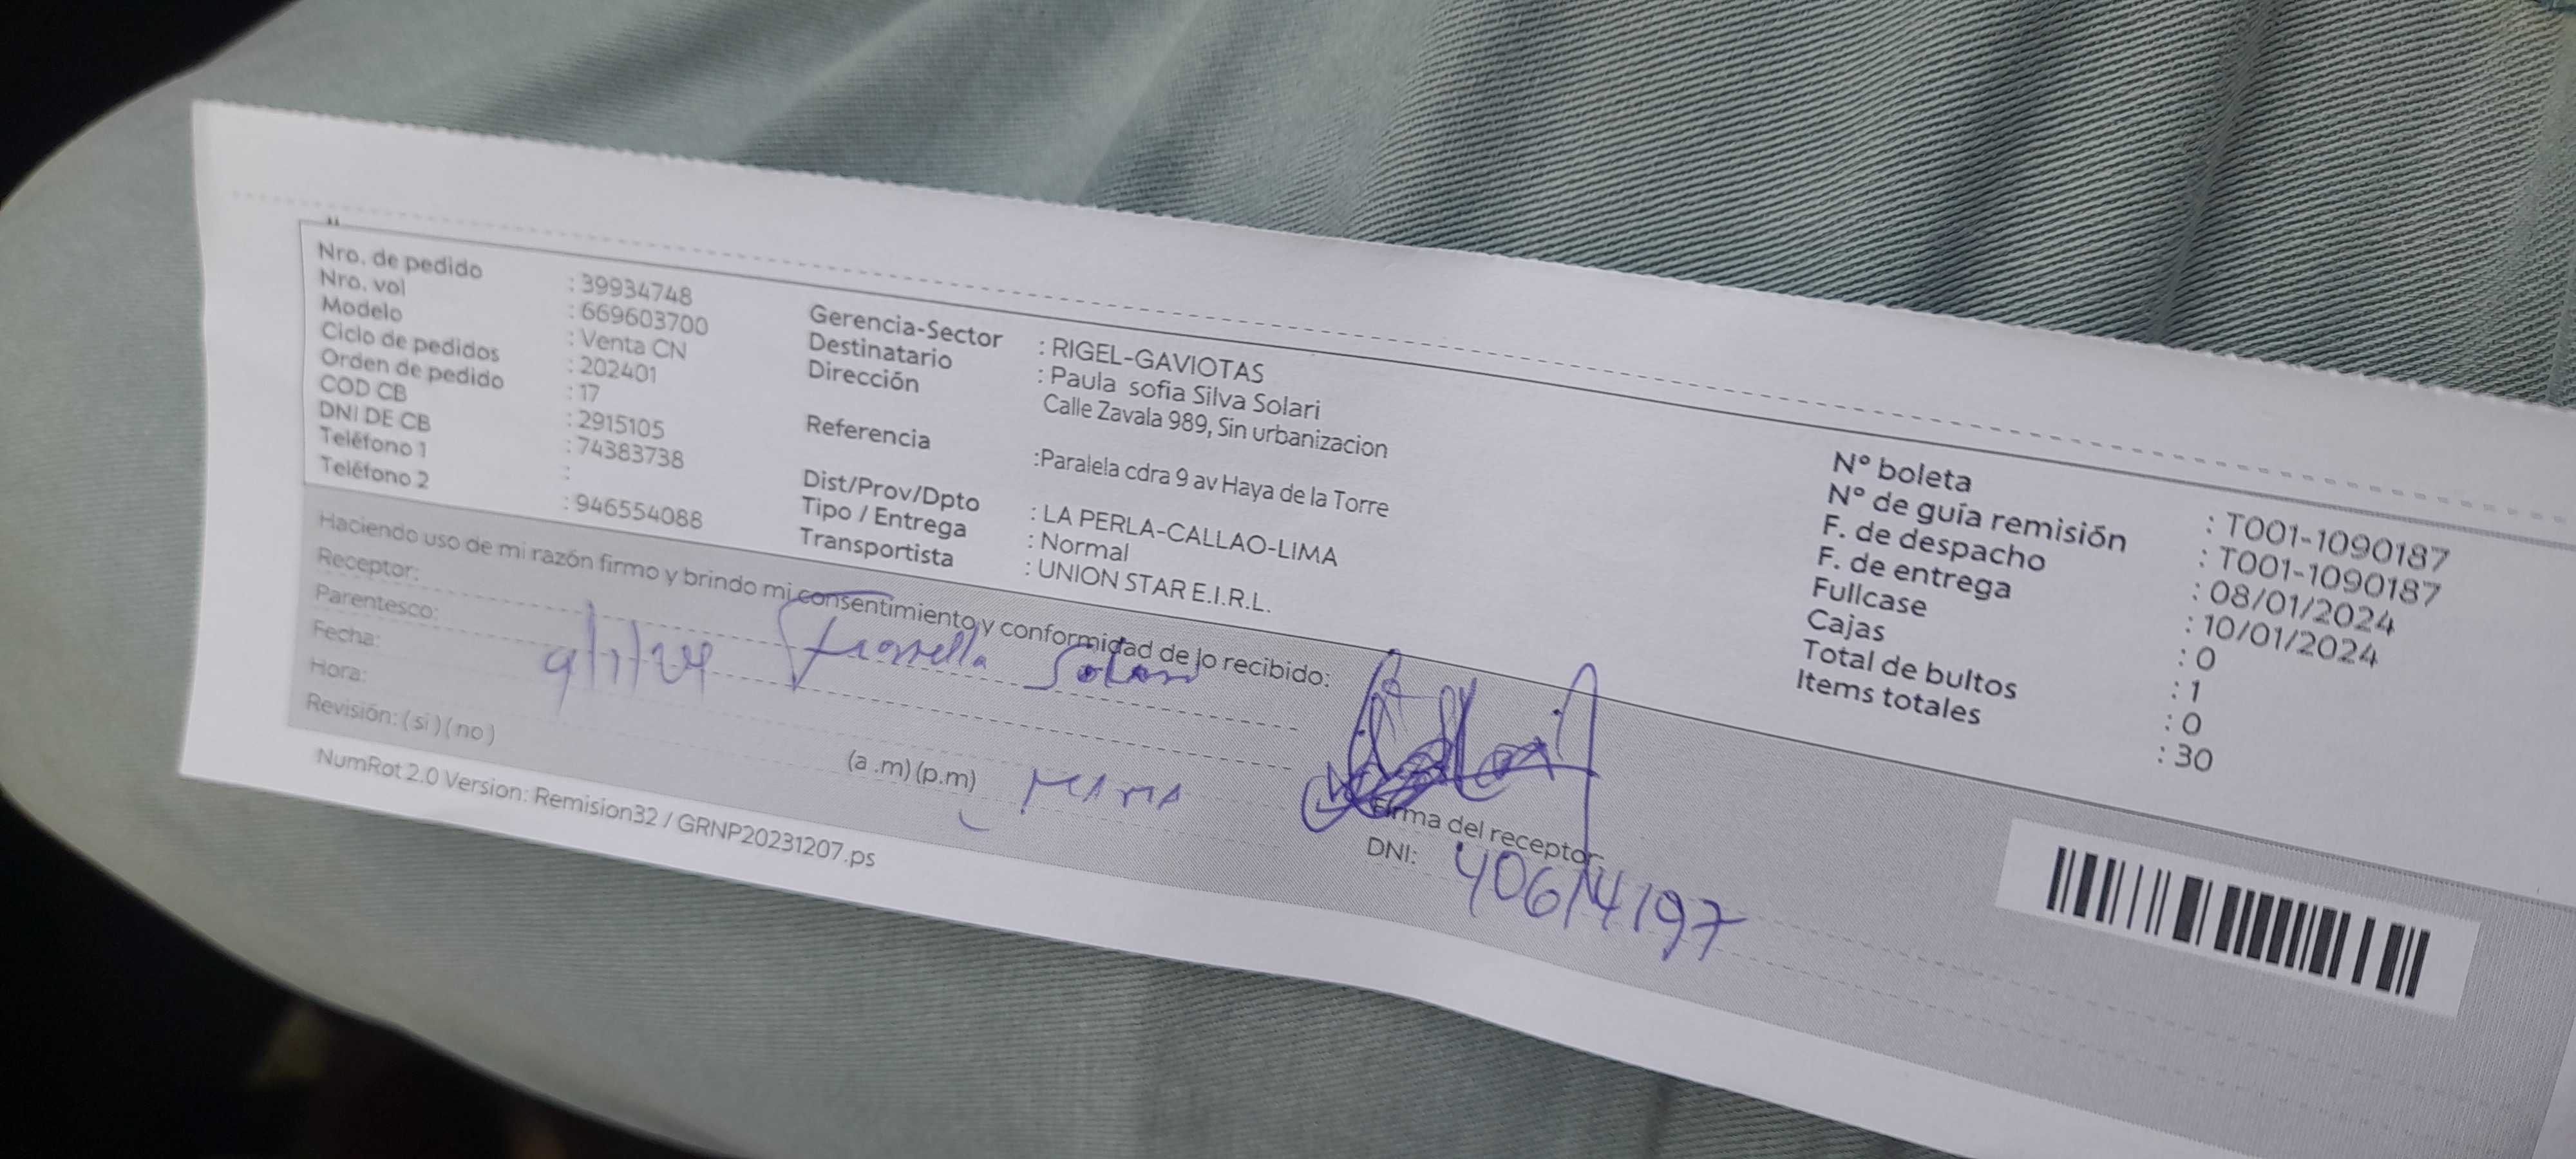 Nro. de pedido : 39934748
Nro. vol : 669603700
Modelo : Venta CN
Ciclo de pedidos : 202401
Orden de pedido : 17
COD CB : 2915105
DNI DE CB : 74383738
Teléfono 1 :
Teléfono 2 : 946554088
Gerencia-Sector : RIGEL-GAVIOTAS
Destinatario : Paula sofia Silva Solari
Dirección Calle Zavala 989, Sin urbanizacion
Referencia :Paralela cdra 9 av Haya de la Torre
Dist/Prov/Dpto : LA PERLA-CALLAO-LIMA
Tipo / Entrega : Normal
Transportista : UNION STAR E.I.R.L.
N° boleta : T001-1090187
N° de guía remisión : T001-1090187
F. de despacho : 08/01/2024
F. de entrega : 10/01/2024
Fullcase : 0
Cajas : 1
Total de bultos : 0
Items totales : 30
Haciendo uso de mi razón firmo y brindo mi consentimiento y conformidad de lo recibido:
Receptor: Solari
Parentesco:
Fecha: 9/1/24
Hora: (a .m) (p.m)
Revisión: ( si ) ( no )
Firma del receptor
DNI: 40614197
NumRot 2.0 Version: Remision32 / GRNP20231207.ps